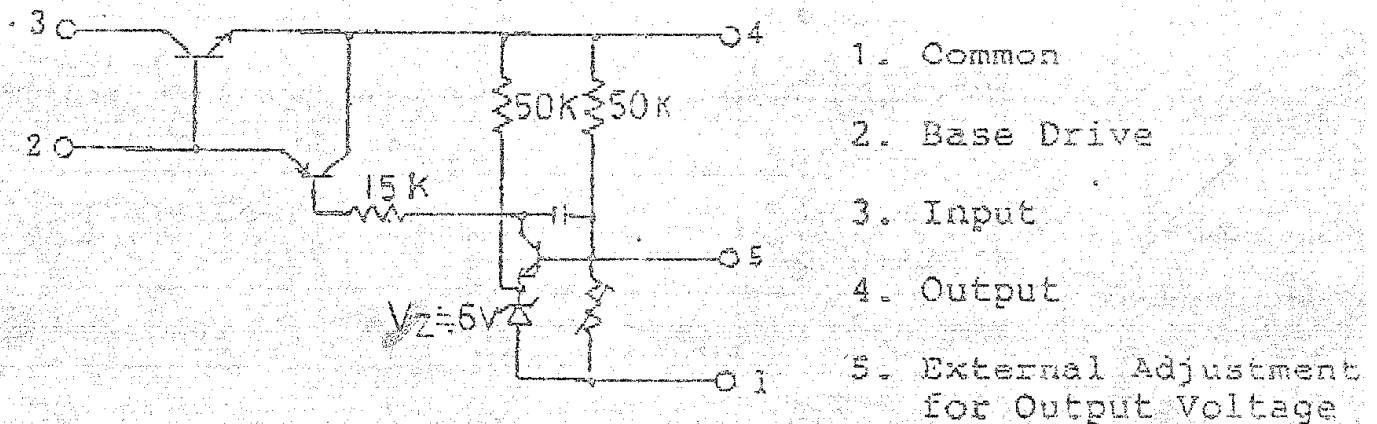 3
4
50K
50K
2
15K
5
Vz≒6V
1
1. Common
2. Base Drive
3. Input
4. Output
5. External Adjustment
for Output Voltage